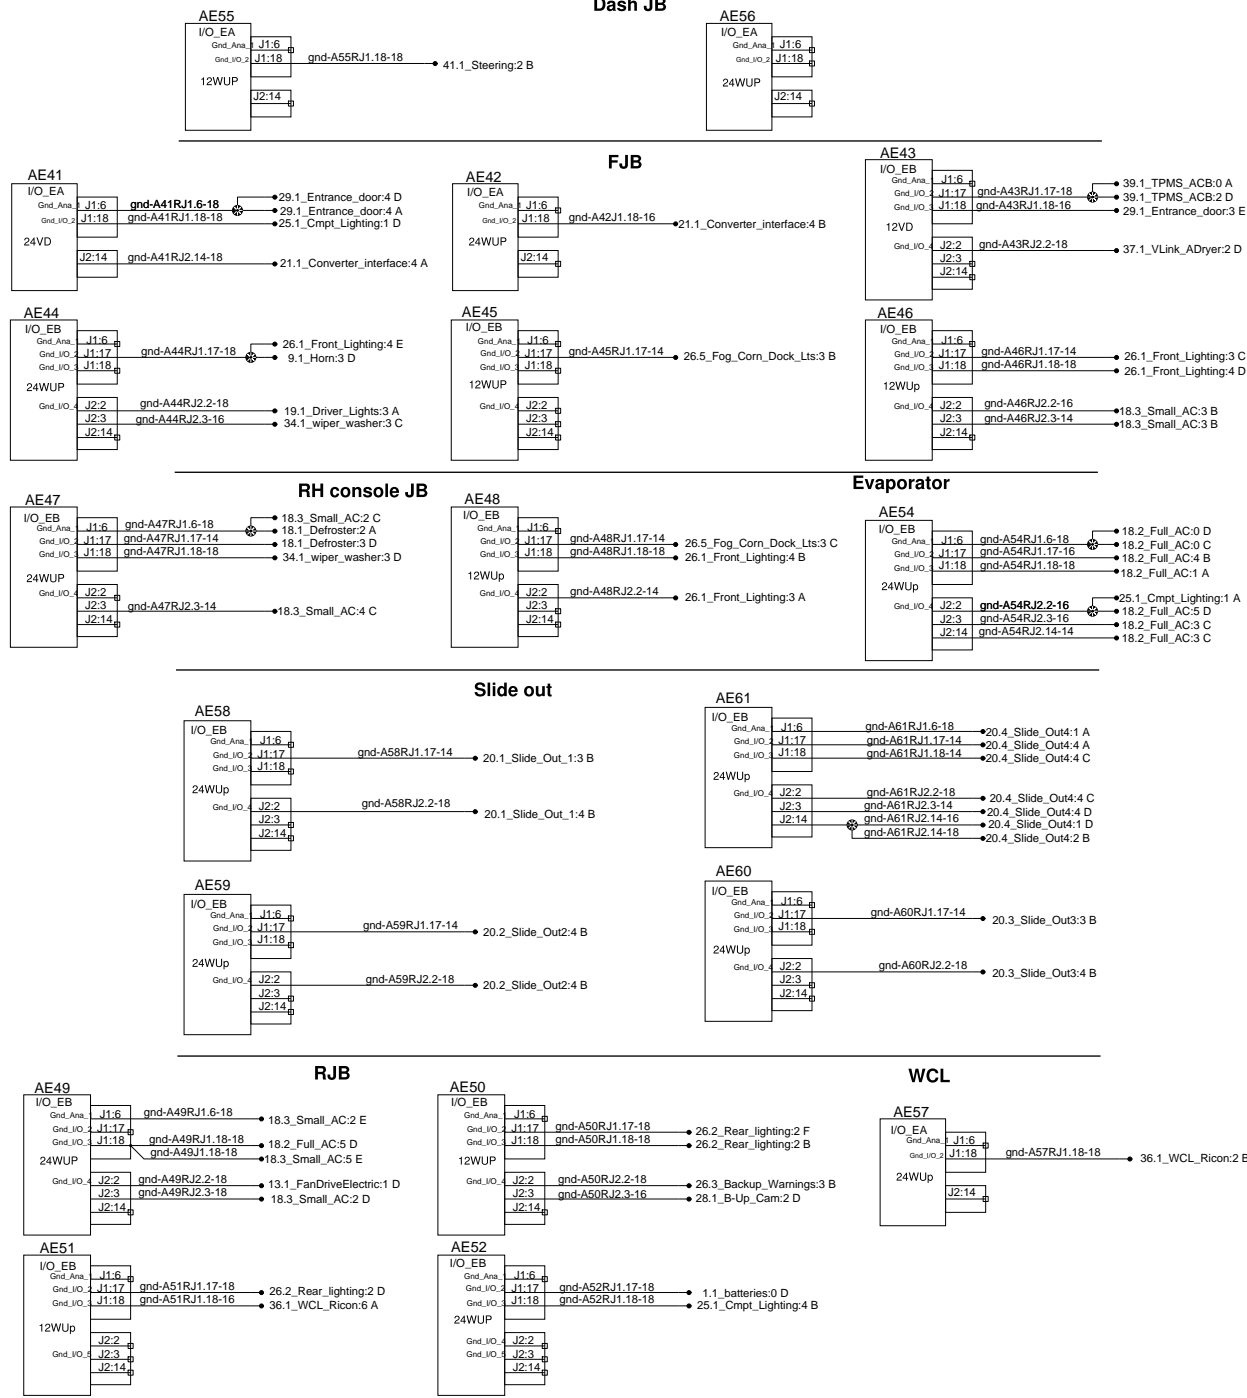 Dash JB
AE55
I/O_EA
Gnd_Ana_1 J1:6
Gnd_I/O_2 J1:18 gnd-A55RJ1.18-18 41.1_Steering:2 B
12WUP
J2:14
AE56
I/O_EA
Gnd_Ana_1 J1:6
Gnd_I/O_2 J1:18
24WUP
J2:14
FJB
AE41
I/O_EA
Gnd_Ana_1 J1:6 gnd-A41RJ1.6-18 29.1_Entrance_door:4 D
29.1_Entrance_door:4 A
Gnd_I/O_2 J1:18 gnd-A41RJ1.18-18 25.1_Cmpt_Lighting:1 D
24VD
J2:14 gnd-A41RJ2.14-18 21.1_Converter_interface:4 A
AE42
I/O_EA
Gnd_Ana_1 J1:6
Gnd_I/O_2 J1:18 gnd-A42J1.18-16 21.1_Converter_interface:4 B
24WUP
J2:14
AE43
I/O_EB
Gnd_Ana_1 J1:6
39.1_TPMS_ACB:0 A
Gnd_I/O_2 J1:17 gnd-A43RJ1.17-18 39.1_TPMS_ACB:2 D
Gnd_I/O_3 J1:18 gnd-A43RJ1.18-16 29.1_Entrance_door:3 E
12VD
Gnd_I/O_4 J2:2 gnd-A43RJ2.2-18 37.1_VLink_ADryer:2 D
J2:3
J2:14
AE44
I/O_EB
Gnd_Ana_1 J1:6
26.1_Front_Lighting:4 E
Gnd_I/O_2 J1:17 gnd-A44RJ1.17-18 9.1_Horn:3 D
Gnd_I/O_3 J1:18
24WUP
Gnd_I/O_4 J2:2 gnd-A44RJ2.2-18 19.1_Driver_Lights:3 A
J2:3 gnd-A44RJ2.3-16 34.1_wiper_washer:3 C
J2:14
AE45
I/O_EB
Gnd_Ana_1 J1:6
Gnd_I/O_2 J1:17 gnd-A45RJ1.17-14 26.5_Fog_Corn_Dock_Lts:3 B
Gnd_I/O_3 J1:18
12WUP
Gnd_I/O_4 J2:2
J2:3
J2:14
AE46
I/O_EB
Gnd_Ana_1 J1:6
Gnd_I/O_2 J1:17 gnd-A46RJ1.17-14 26.1_Front_Lighting:3 C
Gnd_I/O_3 J1:18 gnd-A46RJ1.18-18 26.1_Front_Lighting:4 D
12WUp
Gnd_I/O_4 J2:2 gnd-A46RJ2.2-16 18.3_Small_AC:3 B
J2:3 gnd-A46RJ2.3-14 18.3_Small_AC:3 B
J2:14
RH console JB
AE47
I/O_EB
18.3_Small_AC:2 C
Gnd_Ana_1 J1:6 gnd-A47RJ1.6-18 18.1_Defroster:2 A
Gnd_I/O_2 J1:17 gnd-A47RJ1.17-14 18.1_Defroster:3 D
Gnd_I/O_3 J1:18 gnd-A47RJ1.18-18 34.1_wiper_washer:3 D
24WUP
Gnd_I/O_4 J2:2
J2:3 gnd-A47RJ2.3-14 18.3_Small_AC:4 C
J2:14
AE48
I/O_EB
Gnd_Ana_1 J1:6
Gnd_I/O_2 J1:17 gnd-A48RJ1.17-14 26.5_Fog_Corn_Dock_Lts:3 C
Gnd_I/O_3 J1:18 gnd-A48RJ1.18-18 26.1_Front_Lighting:4 B
12WUp
Gnd_I/O_4 J2:2 gnd-A48RJ2.2-14 26.1_Front_Lighting:3 A
J2:3
J2:14
Evaporator
AE54
I/O_EB
18.2_Full_AC:0 D
Gnd_Ana_1 J1:6 gnd-A54RJ1.6-18 18.2_Full_AC:0 C
Gnd_I/O_2 J1:17 gnd-A54RJ1.17-16 18.2_Full_AC:4 B
Gnd_I/O_3 J1:18 gnd-A54RJ1.18-18 18.2_Full_AC:1 A
24WUp
25.1_Cmpt_Lighting:1 A
Gnd_I/O_4 J2:2 gnd-A54RJ2.2-16 18.2_Full_AC:5 D
J2:3 gnd-A54RJ2.3-16 18.2_Full_AC:3 C
J2:14 gnd-A54RJ2.14-14 18.2_Full_AC:3 C
Slide out
AE58
I/O_EB
Gnd_Ana_1 J1:6
Gnd_I/O_2 J1:17 gnd-A58RJ1.17-14 20.1_Slide_Out_1:3 B
Gnd_I/O_3 J1:18
24WUp
Gnd_I/O_4 J2:2 gnd-A58RJ2.2-18 20.1_Slide_Out_1:4 B
J2:3
J2:14
AE61
I/O_EB
Gnd_Ana_1 J1:6 gnd-A61RJ1.6-18 20.4_Slide_Out4:1 A
Gnd_I/O_2 J1:17 gnd-A61RJ1.17-14 20.4_Slide_Out4:4 A
Gnd_I/O_3 J1:18 gnd-A61RJ1.18-14 20.4_Slide_Out4:4 C
24WUp
Gnd_I/O_4 J2:2 gnd-A61RJ2.2-18 20.4_Slide_Out4:4 C
J2:3 gnd-A61RJ2.3-14 20.4_Slide_Out4:4 D
J2:14 gnd-A61RJ2.14-16 20.4_Slide_Out4:1 D
gnd-A61RJ2.14-18 20.4_Slide_Out4:2 B
AE59
I/O_EB
Gnd_Ana_1 J1:6
Gnd_I/O_2 J1:17 gnd-A59RJ1.17-14 20.2_Slide_Out2:4 B
Gnd_I/O_3 J1:18
24WUp
Gnd_I/O_4 J2:2 gnd-A59RJ2.2-18 20.2_Slide_Out2:4 B
J2:3
J2:14
AE60
I/O_EB
Gnd_Ana_1 J1:6
Gnd_I/O_2 J1:17 gnd-A60RJ1.17-14 20.3_Slide_Out3:3 B
Gnd_I/O_3 J1:18
24WUp
Gnd_I/O_4 J2:2 gnd-A60RJ2.2-18 20.3_Slide_Out3:4 B
J2:3
J2:14
RJB
AE49
I/O_EB
Gnd_Ana_1 J1:6 gnd-A49RJ1.6-18 18.3_Small_AC:2 E
Gnd_I/O_2 J1:17
Gnd_I/O_3 J1:18 gnd-A49RJ1.18-18 18.2_Full_AC:5 D
gnd-A49J1.18-18 18.3_Small_AC:5 E
24WUP
Gnd_I/O_4 J2:2 gnd-A49RJ2.2-18 13.1_FanDriveElectric:1 D
J2:3 gnd-A49RJ2.3-18 18.3_Small_AC:2 D
J2:14
AE50
I/O_EB
Gnd_Ana_1 J1:6
Gnd_I/O_2 J1:17 gnd-A50RJ1.17-18 26.2_Rear_lighting:2 F
Gnd_I/O_3 J1:18 gnd-A50RJ1.18-18 26.2_Rear_lighting:2 B
12WUP
Gnd_I/O_4 J2:2 gnd-A50RJ2.2-18 26.3_Backup_Warnings:3 B
J2:3 gnd-A50RJ2.3-16 28.1_B-Up_Cam:2 D
J2:14
WCL
AE57
I/O_EA
Gnd_Ana_1 J1:6
Gnd_I/O_2 J1:18 gnd-A57RJ1.18-18 36.1_WCL_Ricon:2 B
24WUp
J2:14
AE51
I/O_EB
Gnd_Ana_1 J1:6
Gnd_I/O_2 J1:17 gnd-A51RJ1.17-18 26.2_Rear_lighting:2 D
Gnd_I/O_3 J1:18 gnd-A51RJ1.18-16 36.1_WCL_Ricon:6 A
12WUp
J2:2
Gnd_I/O_5 J2:3
J2:14
AE52
I/O_EB
Gnd_Ana_1 J1:6
Gnd_I/O_2 J1:17 gnd-A52RJ1.17-18 1.1_batteries:0 D
Gnd_I/O_3 J1:18 gnd-A52RJ1.18-18 25.1_Cmpt_Lighting:4 B
24WUP
Gnd_I/O_4 J2:2
Gnd_I/O_5 J2:3
J2:14